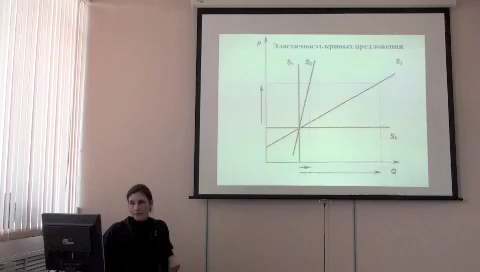 P Эластичность кривых предложения
S₁ S₂ S₃
S₄
Q